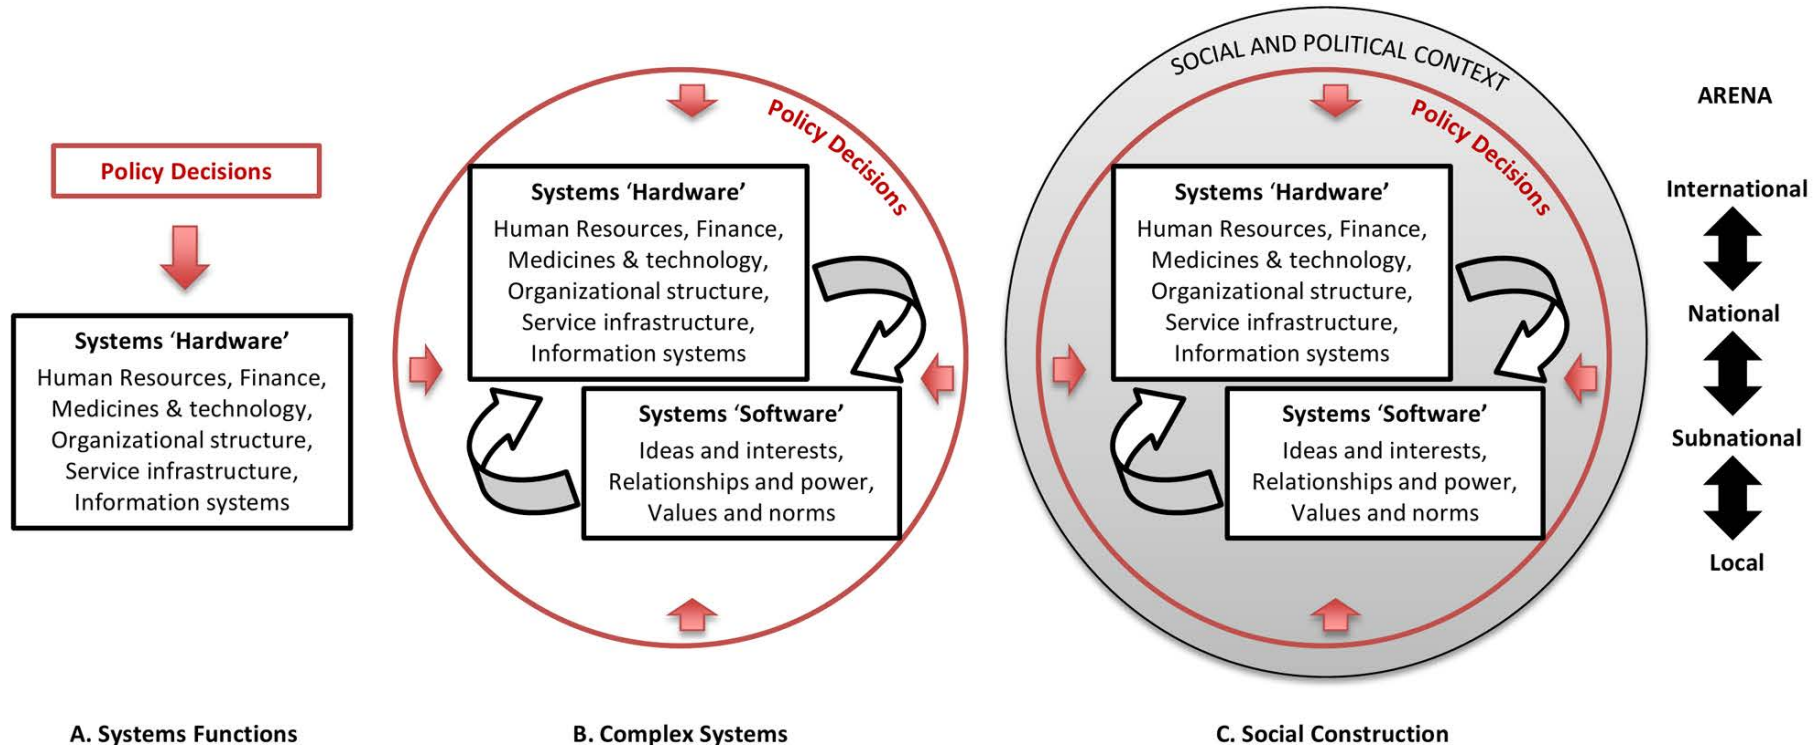 Policy Decisions
Systems ‘Hardware’
Human Resources, Finance,
Medicines & technology,
Organizational structure,
Service infrastructure,
Information systems
A. Systems Functions
Policy Decisions
Systems ‘Hardware’
Human Resources, Finance,
Medicines & technology,
Organizational structure,
Service infrastructure,
Information systems
Systems ‘Software’
Ideas and interests,
Relationships and power,
Values and norms
B. Complex Systems
SOCIAL AND POLITICAL CONTEXT
Policy Decisions
Systems ‘Hardware’
Human Resources, Finance,
Medicines & technology,
Organizational structure,
Service infrastructure,
Information systems
Systems ‘Software’
Ideas and interests,
Relationships and power,
Values and norms
C. Social Construction
ARENA
International
National
Subnational
Local